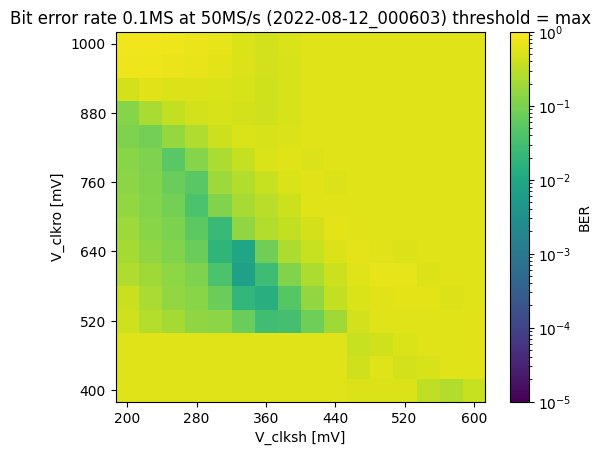 Bit error rate 0.1MS at 50MS/s (2022-08-12_000603) threshold = max
V_clkro [mV]
1000
880
760
640
520
400
200 280 360 440 520 600
V_clksh [mV]
10^0
10^-1
10^-2
10^-3
10^-4
10^-5
BER